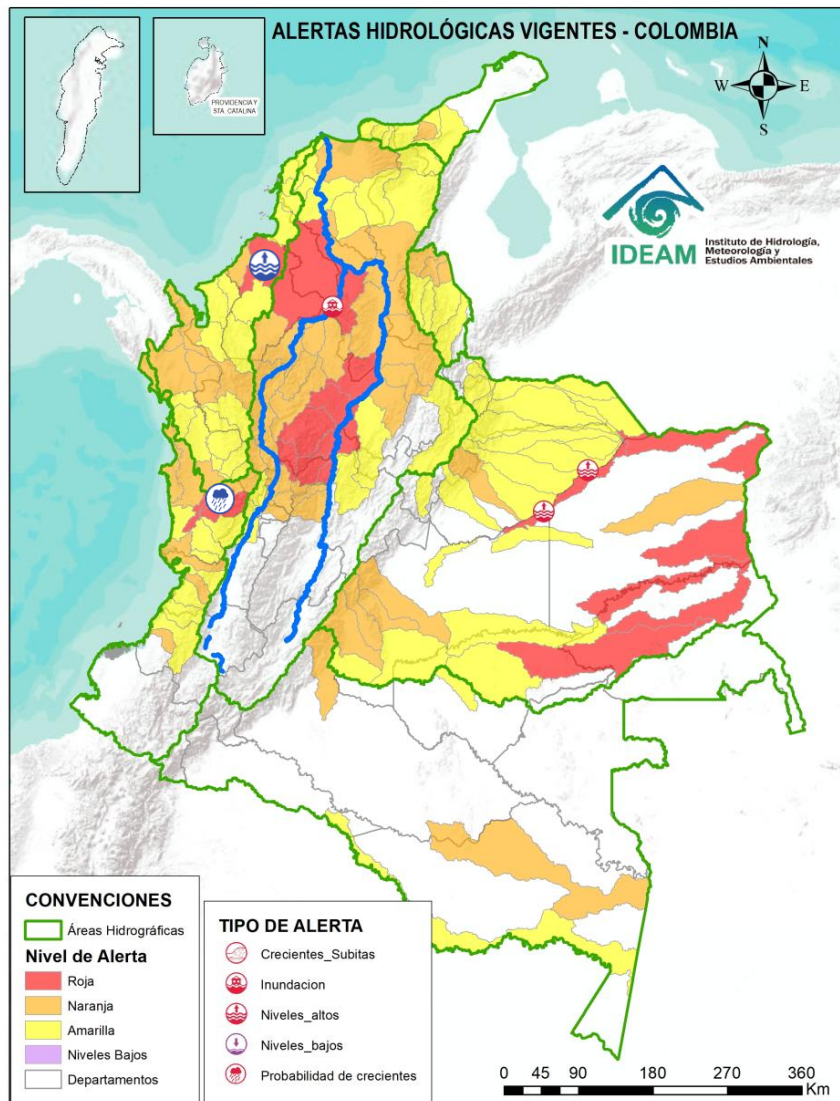 ALERTAS HIDROLÓGICAS VIGENTES - COLOMBIA
PROVIDENCIA Y
STA. CATALINA
N
W
E
S
IDEAM
Instituto de Hidrología,
Meteorología y
Estudios Ambientales
CONVENCIONES
Áreas Hidrográficas
Nivel de Alerta
Roja
Naranja
Amarilla
Niveles Bajos
Departamentos
TIPO DE ALERTA
Crecientes_Subitas
Inundacion
Niveles_altos
Niveles_bajos
Probabilidad de crecientes
0 45 90 180 270 360
Km